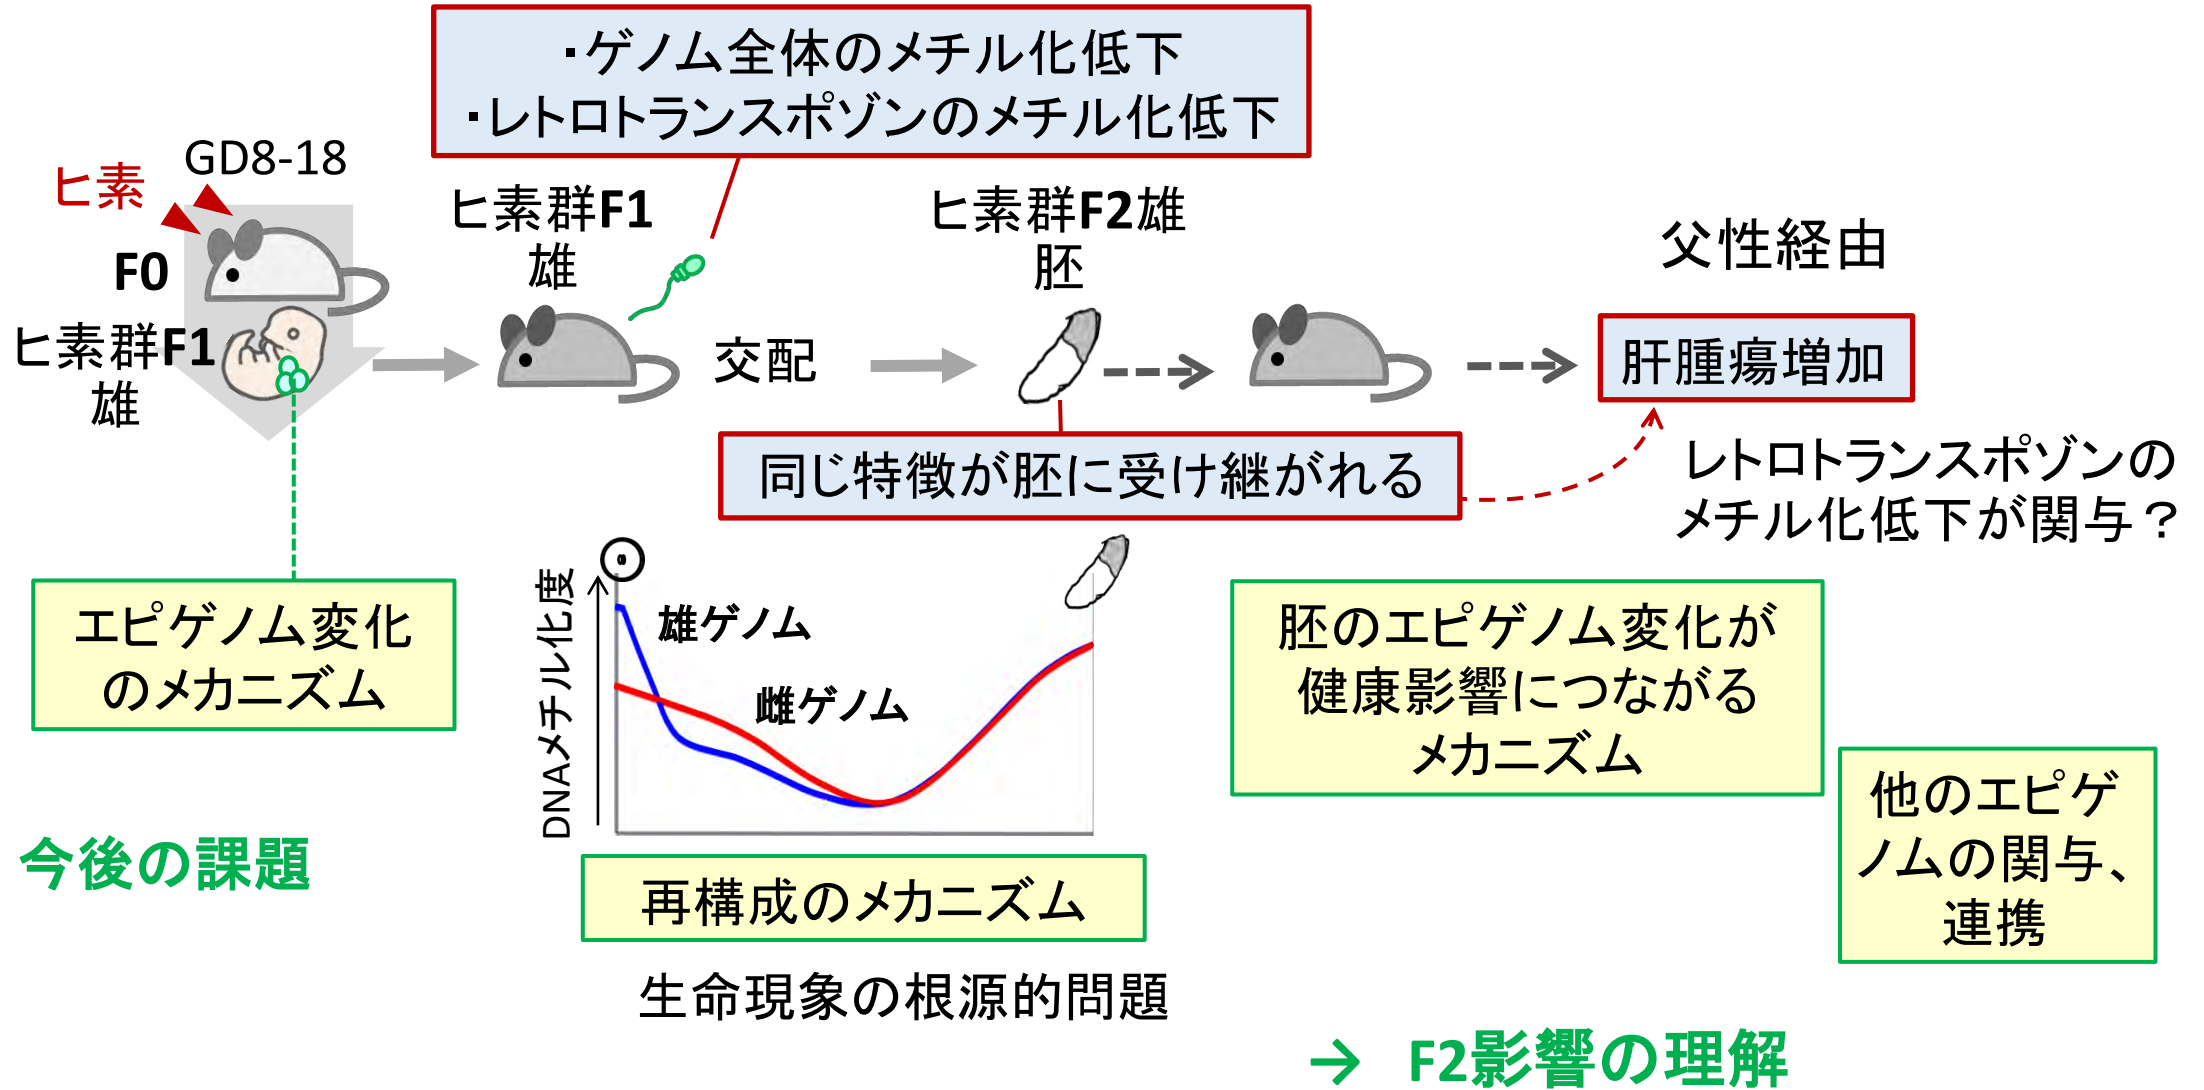 ・ゲノム全体のメチル化低下
・レトロトランスポゾンのメチル化低下
GD8-18
ヒ素
F0
ヒ素群F1
雄
ヒ素群F1
雄
交配
ヒ素群F2雄
胚
父性経由
肝腫瘍増加
同じ特徴が胚に受け継がれる
レトロトランスポゾンの
メチル化低下が関与？
エピゲノム変化
のメカニズム
DNAメチル化度
雄ゲノム
雌ゲノム
胚のエピゲノム変化が
健康影響につながる
メカニズム
他のエピゲ
ノムの関与、
連携
今後の課題
再構成のメカニズム
生命現象の根源的問題
→ F2影響の理解